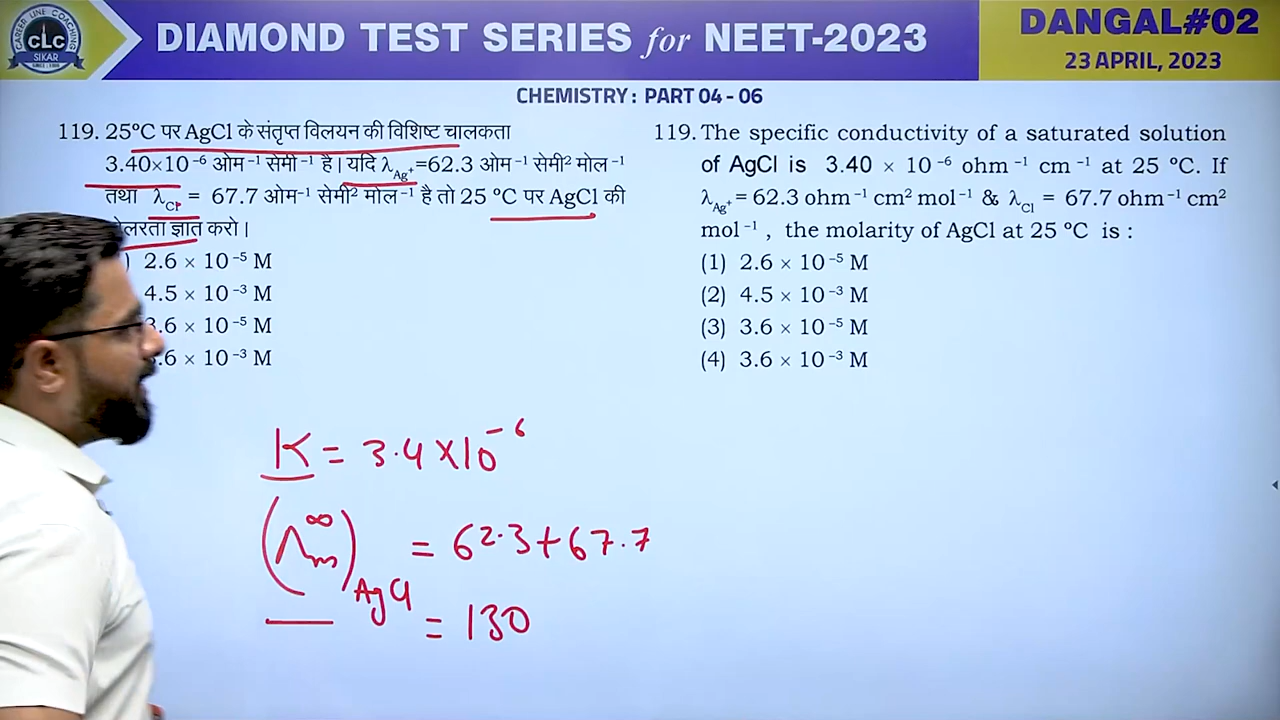 CAREER LINE COACHING
CLC
SIKAR
SINCE : 1996
DIAMOND TEST SERIES for NEET-2023
DANGAL#02
23 APRIL, 2023
CHEMISTRY : PART 04 - 06
119. 25°C पर AgCl के संतृप्त विलयन की विशिष्ट चालकता
3.40×10⁻⁶ ओम⁻¹ सेमी⁻¹ है। यदि λAg⁺=62.3 ओम⁻¹ सेमी² मोल⁻¹
तथा λCl = 67.7 ओम⁻¹ सेमी² मोल⁻¹ है तो 25 °C पर AgCl की
लरता ज्ञात करो।
) 2.6 × 10⁻⁵ M
4.5 × 10⁻³ M
3.6 × 10⁻⁵ M
.6 × 10⁻³ M
119. The specific conductivity of a saturated solution
of AgCl is 3.40 × 10⁻⁶ ohm⁻¹ cm⁻¹ at 25 °C. If
λAg⁺ = 62.3 ohm⁻¹ cm² mol⁻¹ & λCl = 67.7 ohm⁻¹ cm²
mol⁻¹ , the molarity of AgCl at 25 °C is :
(1) 2.6 × 10⁻⁵ M
(2) 4.5 × 10⁻³ M
(3) 3.6 × 10⁻⁵ M
(4) 3.6 × 10⁻³ M
K = 3.4 × 10⁻⁶
(Λm∞)AgCl = 62.3 + 67.7
= 130